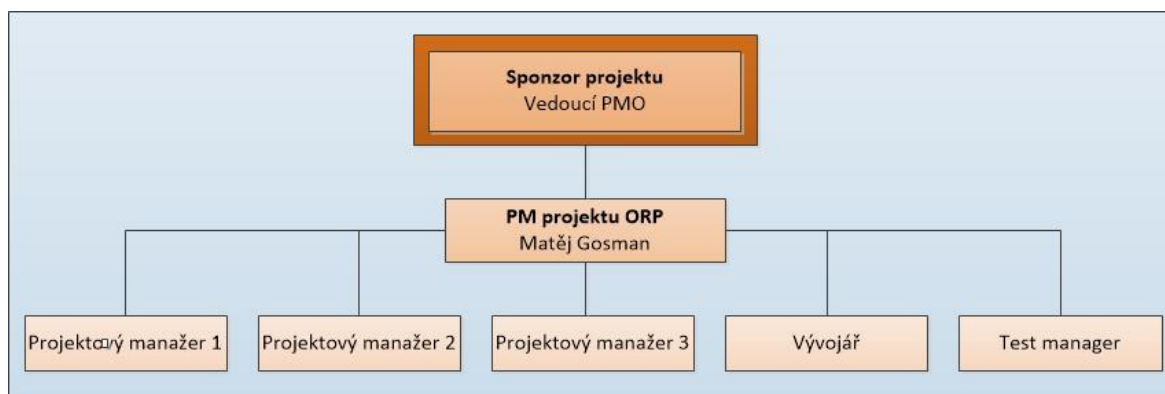 Sponzor projektu
Vedoucí PMO
PM projektu ORP
Matěj Gosman
Projektový manažer 1
Projektový manažer 2
Projektový manažer 3
Vývojář
Test manager